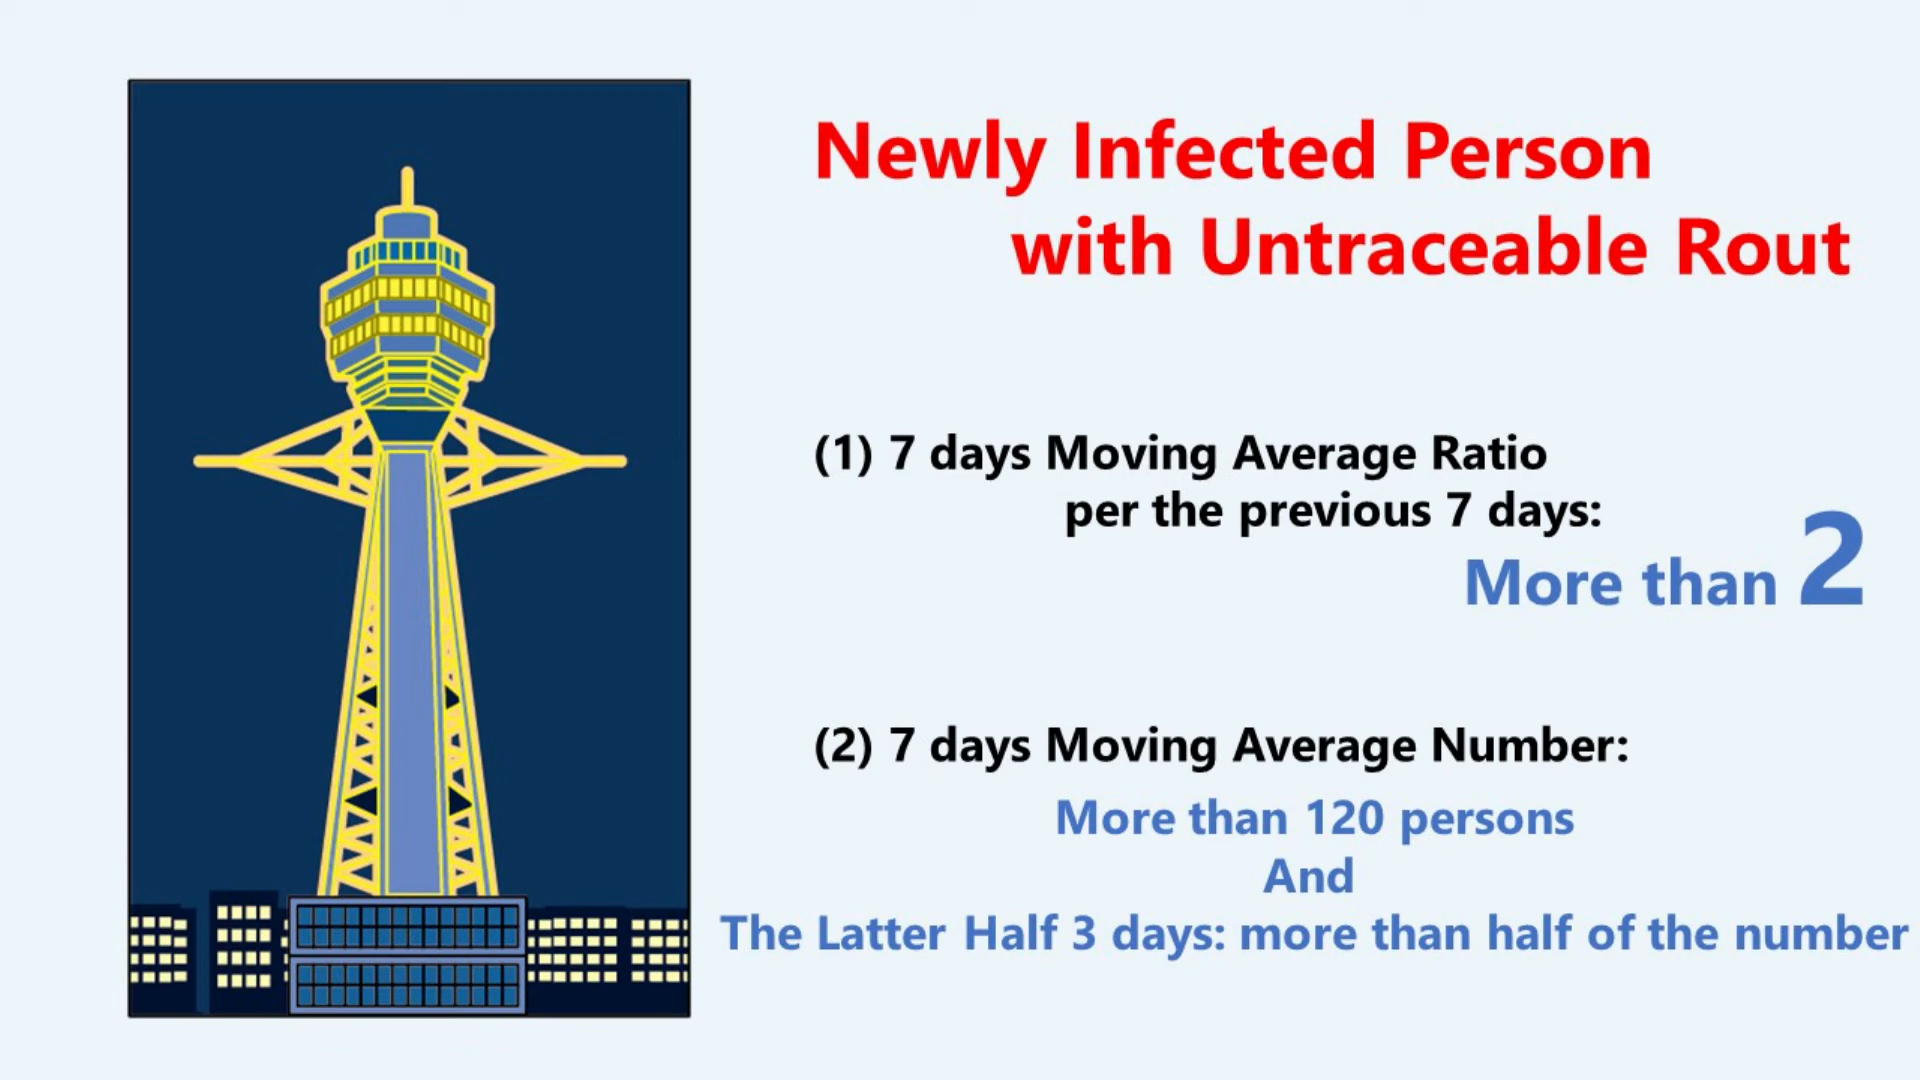 Newly Infected Person
with Untraceable Rout
(1) 7 days Moving Average Ratio
per the previous 7 days:
More than 2
(2) 7 days Moving Average Number:
More than 120 persons
And
The Latter Half 3 days: more than half of the number